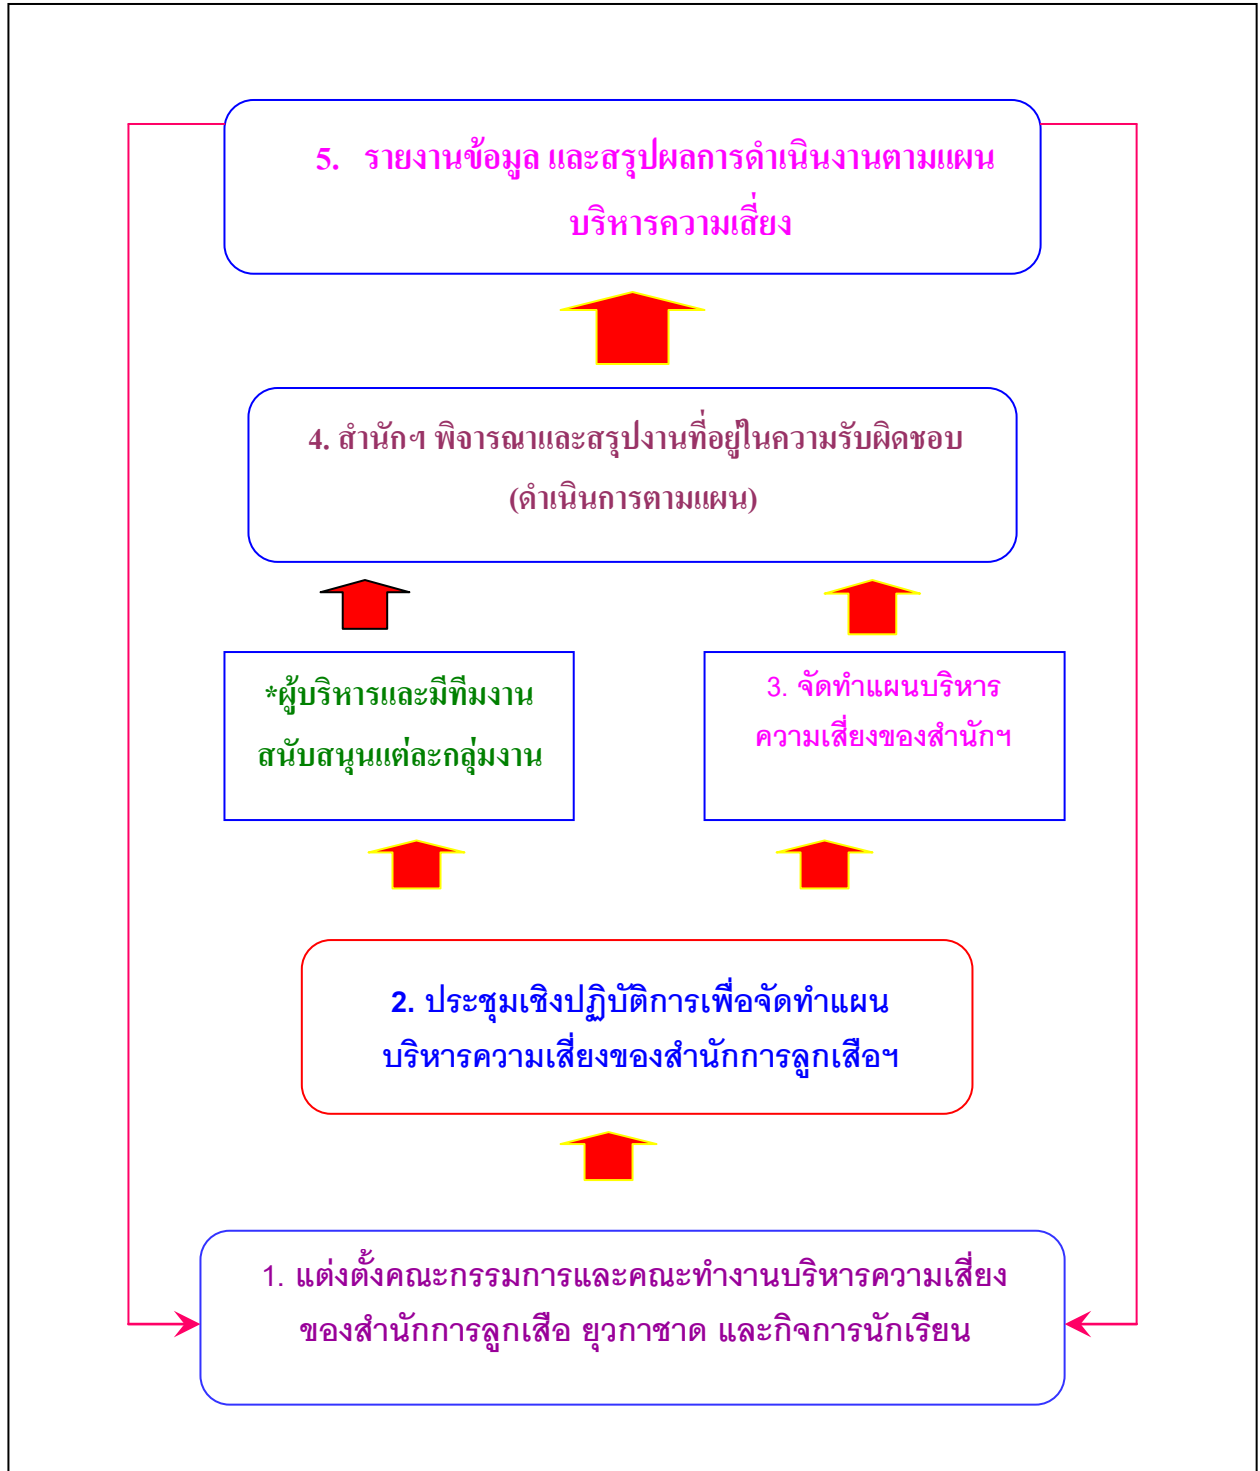 5. รายงานข้อมูล และสรุปผลการดำเนินงานตามแผน
บริหารความเสี่ยง
4. สำนักฯ พิจารณาและสรุปงานที่อยู่ในความรับผิดชอบ
(ดำเนินการตามแผน)
*ผู้บริหารและมีทีมงาน
สนับสนุนแต่ละกลุ่มงาน
3. จัดทำแผนบริหาร
ความเสี่ยงของสำนักฯ
2. ประชุมเชิงปฏิบัติการเพื่อจัดทำแผน
บริหารความเสี่ยงของสำนักการลูกเสือฯ
1. แต่งตั้งคณะกรรมการและคณะทำงานบริหารความเสี่ยง
ของสำนักการลูกเสือ ยุวกาชาด และกิจการนักเรียน